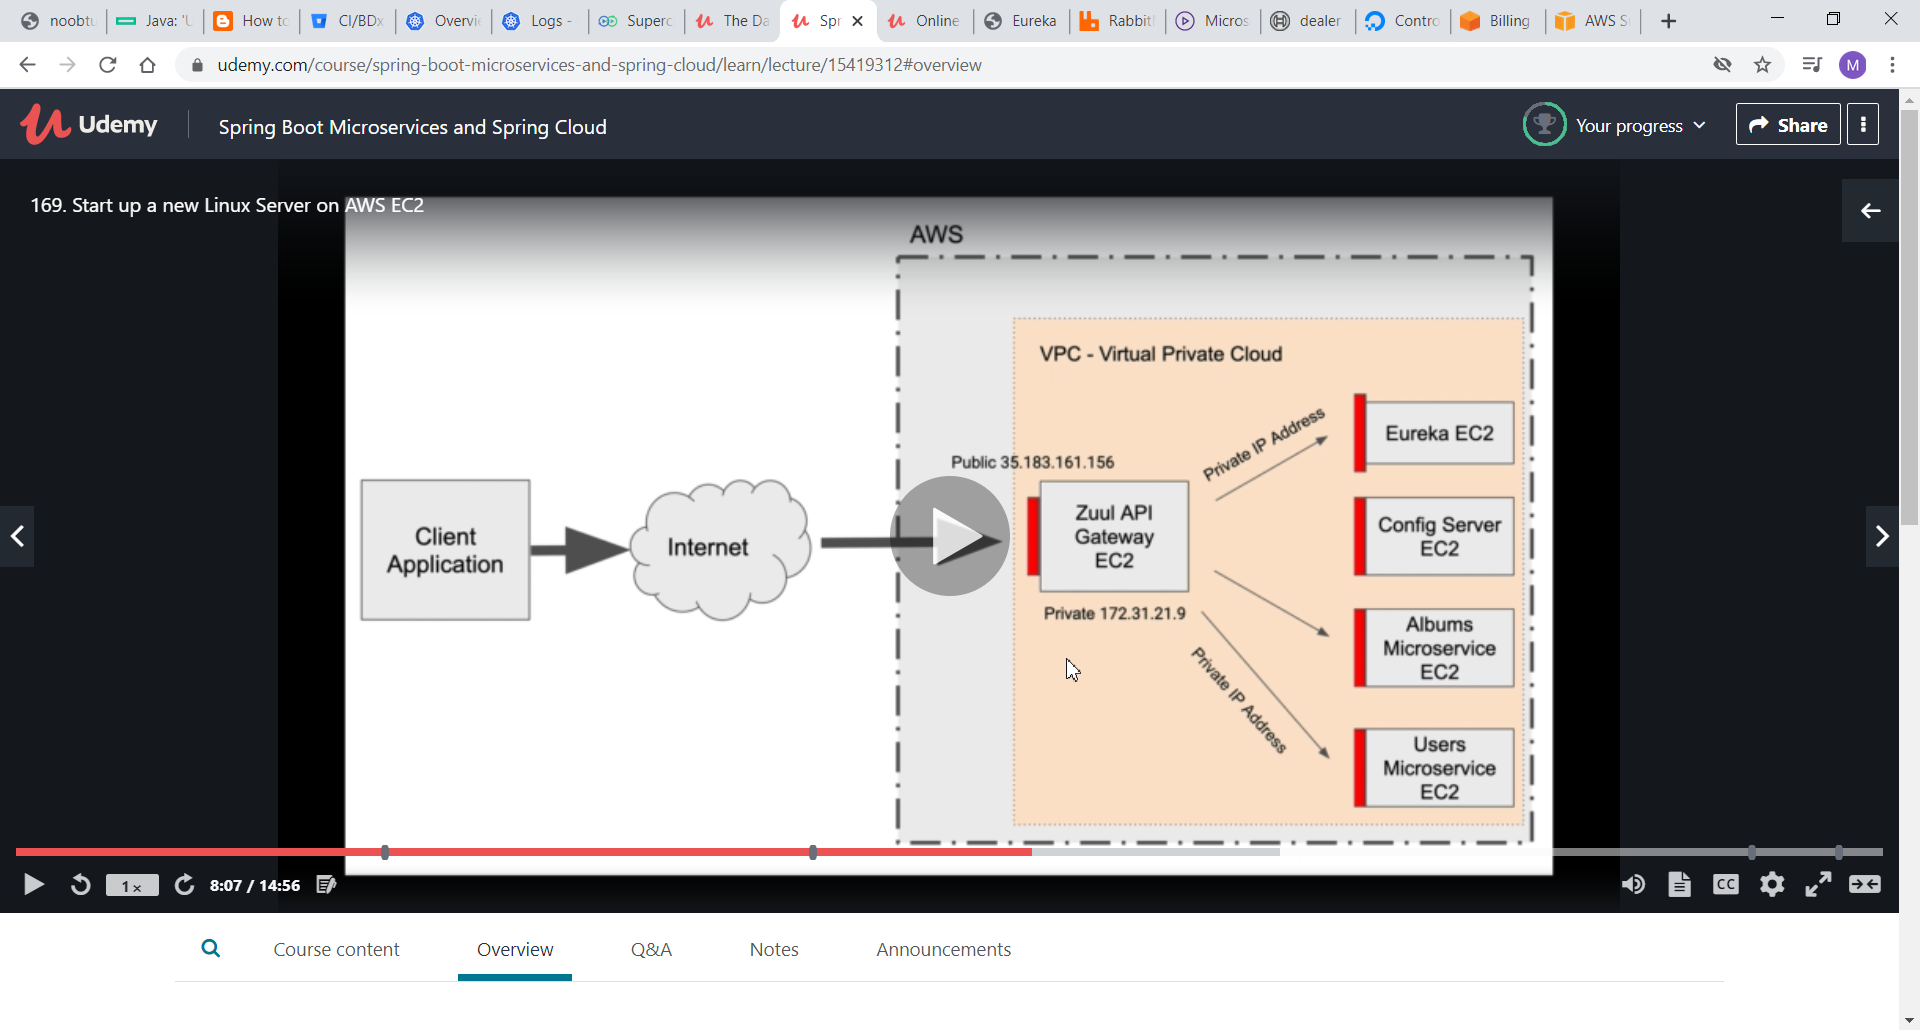 noobtu
Java: 'U
How to
CI/BDx
Overvie
Logs -
Superc
The Da
Spr
Online
Eureka
Rabbit
Micros
dealer
Contro
Billing
AWS S
udemy.com/course/spring-boot-microservices-and-spring-cloud/learn/lecture/15419312#overview
M
Udemy
Spring Boot Microservices and Spring Cloud
Your progress
Share
169. Start up a new Linux Server on AWS EC2
AWS
VPC - Virtual Private Cloud
Private IP Address
Eureka EC2
Public 35.183.161.156
Client
Application
Internet
Zuul API
Gateway
EC2
Config Server
EC2
Private 172.31.21.9
Albums
Microservice
EC2
Private IP Address
Users
Microservice
EC2
1x
8:07 / 14:56
CC
Course content
Overview
Q&A
Notes
Announcements